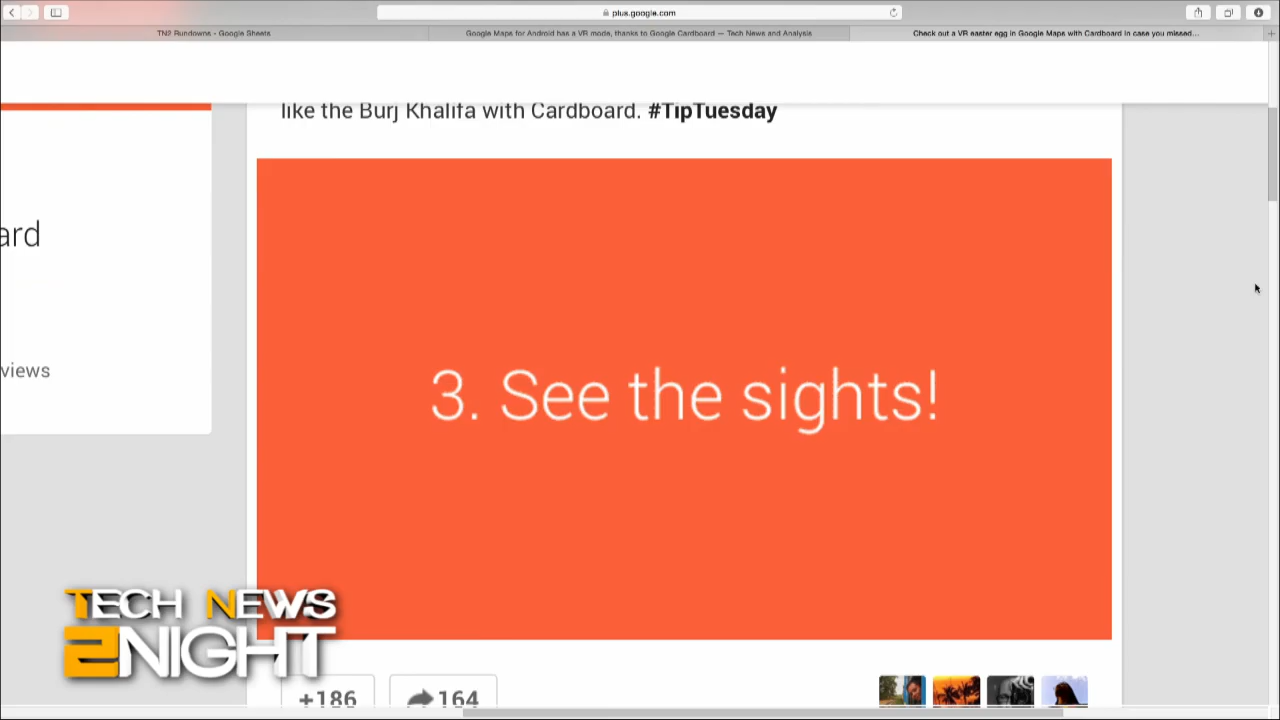 plus.google.com
TN2 Rundowns - Google Sheets
Google Maps for Android has a VR mode, thanks to Google Cardboard — Tech News and Analysis
Check out a VR easter egg in Google Maps with Cardboard in case you missed...
like the Burj Khalifa with Cardboard. #TipTuesday
ard
views
3. See the sights!
TECH NEWS
2NIGHT
+186
164